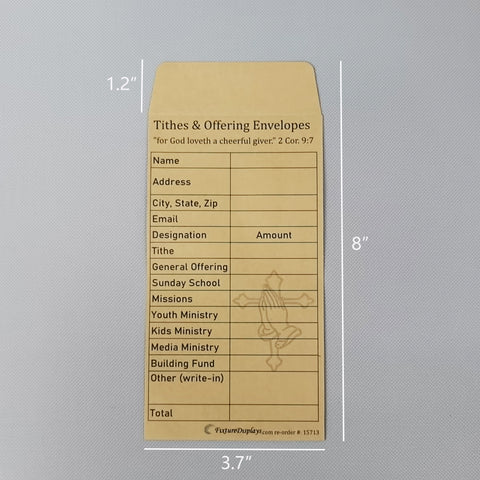 1.2"
Tithes & Offering Envelopes
"for God loveth a cheerful giver." 2 Cor. 9:7
Name
Address
City, State, Zip
Email
Designation Amount
8"
Tithe
General Offering
Sunday School
Missions
Youth Ministry
Kids Ministry
Media Ministry
Building Fund
Other (write-in)
Total
FixtureDisplays.com re-order #: 15713
3.7"